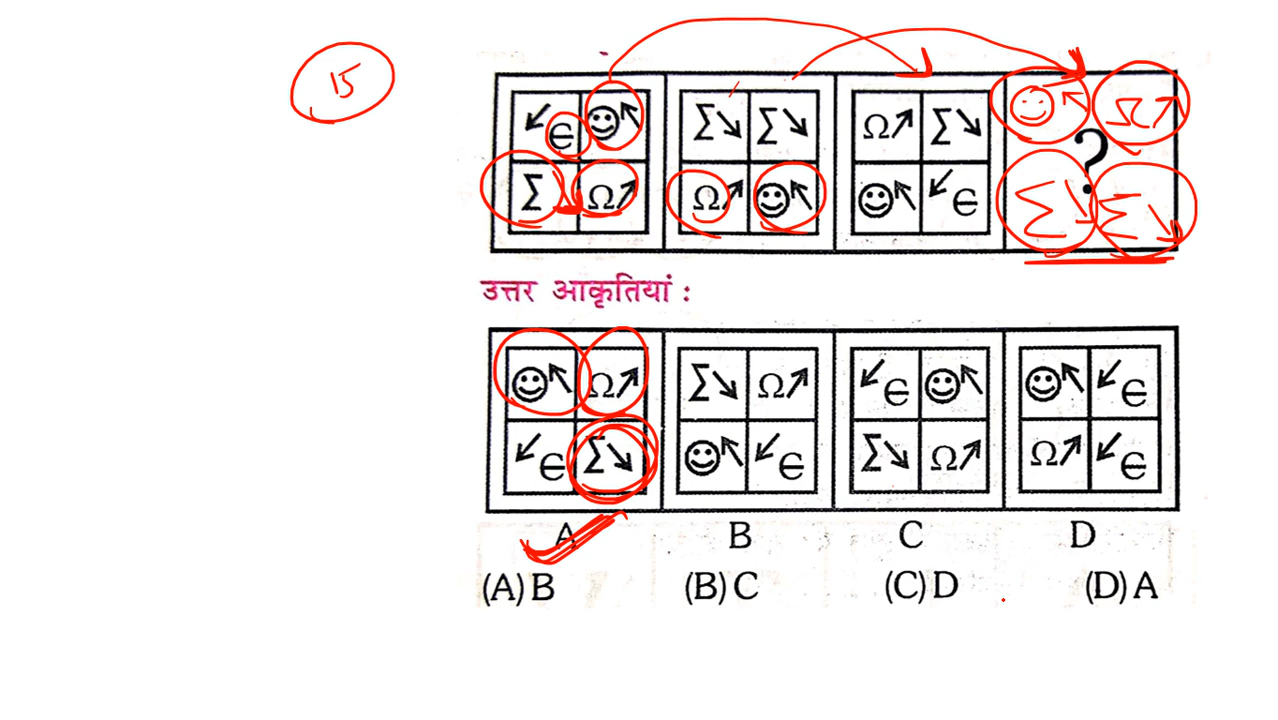 15
↙ ∈ ☺ ↖ Σ ↘ Σ ↘ Ω ↗ Σ ↘ ☺ ↖ Ω ↗
?
Σ ↘ Ω ↗ Ω ↗ ☺ ↖ ☺ ↖ ↙ ∈ Σ ↘ Σ ↘
उत्तर आकृतियां :
☺ ↖ Ω ↗ Σ ↘ Ω ↗ ↙ ∈ ☺ ↖ ☺ ↖ ↙ ∈
↙ ∈ Σ ↘ ☺ ↖ ↙ ∈ Σ ↘ Ω ↗ Ω ↗ ↙ ∈
A B C D
(A) B (B) C (C) D (D) A